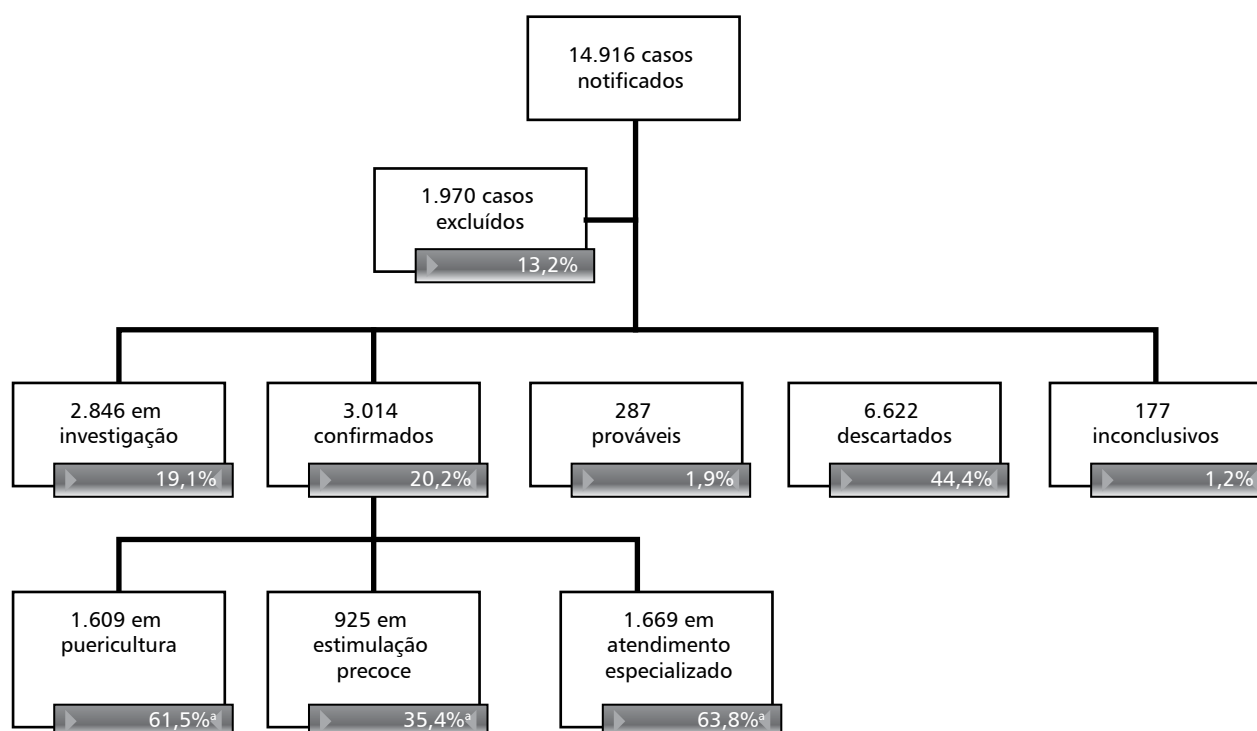 14.916 casos
notificados
1.970 casos
excluídos
13,2%
2.846 em
investigação
19,1%
3.014
confirmados
20,2%
287
prováveis
1,9%
6.622
descartados
44,4%
177
inconclusivos
1,2%
1.609 em
puericultura
61,5%ª
925 em
estimulação
precoce
35,4%ª
1.669 em
atendimento
especializado
63,8%ª